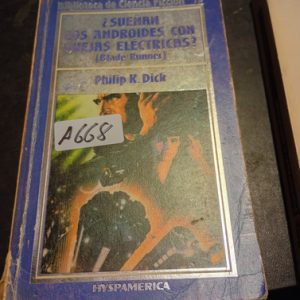 Biblioteca de Ciencia Ficción
¿SUEÑAN
LOS ANDROIDES CON
OVEJAS ELECTRICAS?
(Blade Runner)
Philip K. Dick
A668
HYSPAMERICA